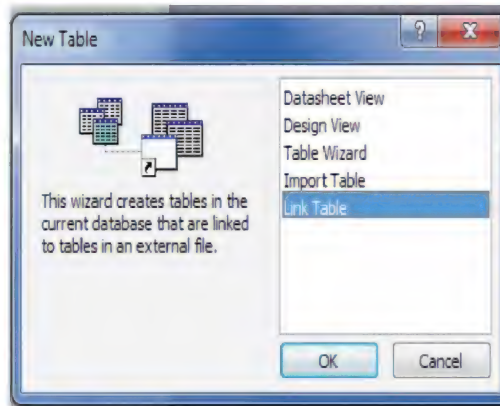 New Table
?
X
This wizard creates tables in the
current database that are linked
to tables in an external file.
Datasheet View
Design View
Table Wizard
Import Table
Link Table
OK
Cancel